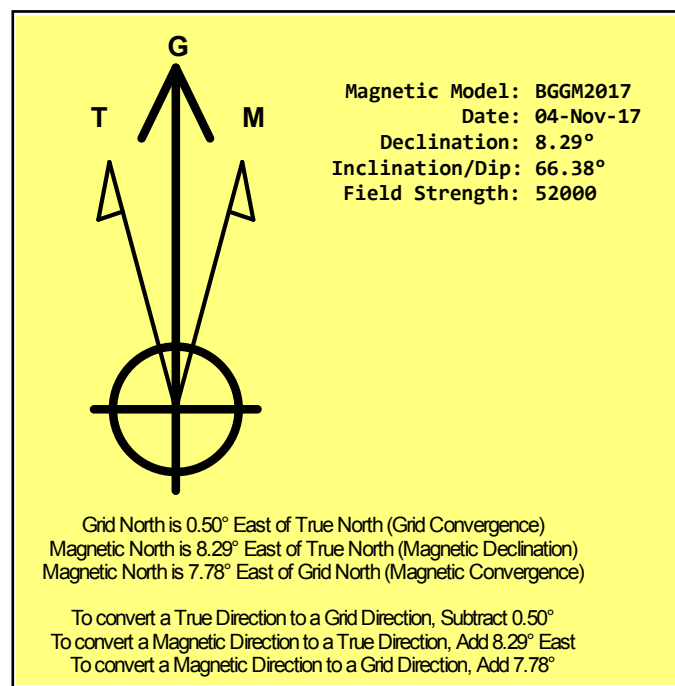 G
T
M
Magnetic Model: BGGM2017
Date: 04-Nov-17
Declination: 8.29°
Inclination/Dip: 66.38°
Field Strength: 52000
Grid North is 0.50° East of True North (Grid Convergence)
Magnetic North is 8.29° East of True North (Magnetic Declination)
Magnetic North is 7.78° East of Grid North (Magnetic Convergence)
To convert a True Direction to a Grid Direction, Subtract 0.50°
To convert a Magnetic Direction to a True Direction, Add 8.29° East
To convert a Magnetic Direction to a Grid Direction, Add 7.78°